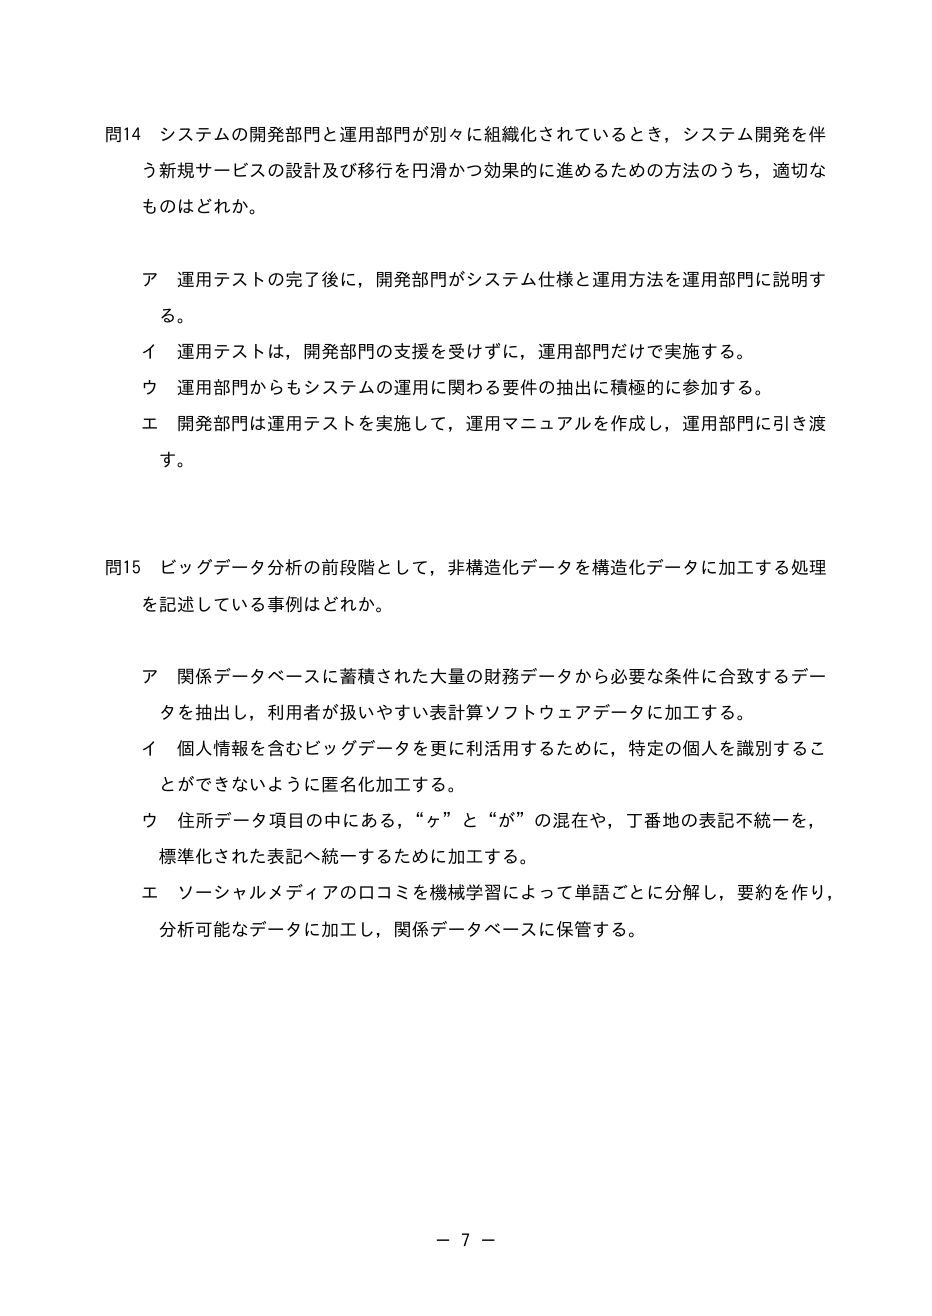 問14　システムの開発部門と運用部門が別々に組織化されているとき，システム開発を伴
う新規サービスの設計及び移行を円滑かつ効果的に進めるための方法のうち，適切な
ものはどれか。
ア　運用テストの完了後に，開発部門がシステム仕様と運用方法を運用部門に説明す
る。
イ　運用テストは，開発部門の支援を受けずに，運用部門だけで実施する。
ウ　運用部門からもシステムの運用に関わる要件の抽出に積極的に参加する。
エ　開発部門は運用テストを実施して，運用マニュアルを作成し，運用部門に引き渡
す。
問15　ビッグデータ分析の前段階として，非構造化データを構造化データに加工する処理
を記述している事例はどれか。
ア　関係データベースに蓄積された大量の財務データから必要な条件に合致するデー
タを抽出し，利用者が扱いやすい表計算ソフトウェアデータに加工する。
イ　個人情報を含むビッグデータを更に利活用するために，特定の個人を識別するこ
とができないように匿名化加工する。
ウ　住所データ項目の中にある，“ヶ”と“が”の混在や，丁番地の表記不統一を，
標準化された表記へ統一するために加工する。
エ　ソーシャルメディアの口コミを機械学習によって単語ごとに分解し，要約を作り，
分析可能なデータに加工し，関係データベースに保管する。
－ 7 －